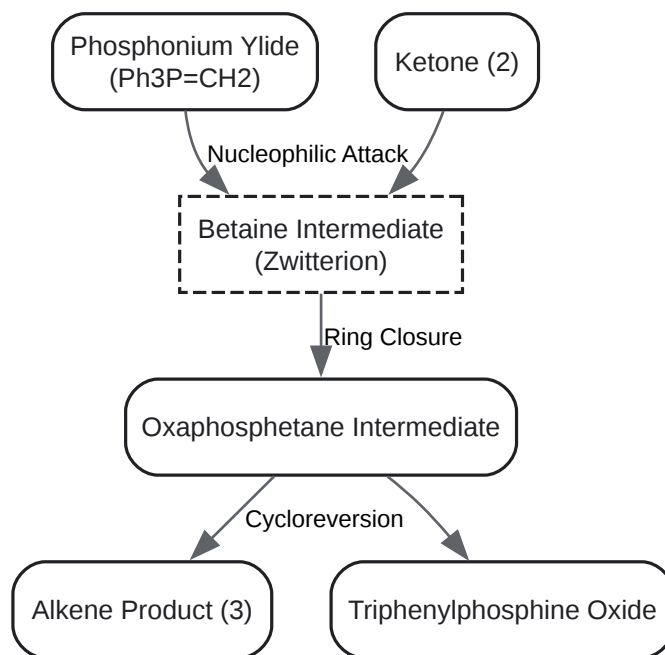 Phosphonium Ylide
(Ph3P=CH2)
Ketone (2)
Nucleophilic Attack
Betaine Intermediate
(Zwitterion)
Ring Closure
Oxaphosphetane Intermediate
Cycloreversion
Alkene Product (3)
Triphenylphosphine Oxide